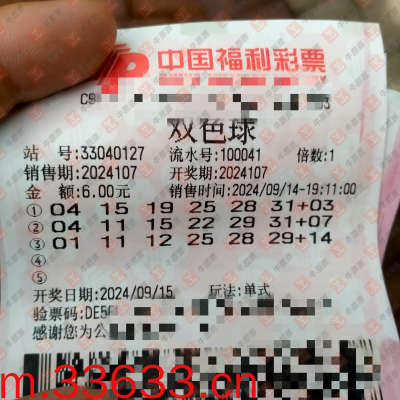 中国福利彩票
双色球
站 号:33040127 流水号:100041 倍数:1
销售期:2024107 开奖期:2024107
金 额:6.00元 销售时间:2024/09/14-19:11:00
① 04 15 19 25 28 31+03
② 04 11 15 22 29 31+07
③ 01 11 12 25 28 29+14
④
⑤
开奖日期:2024/09/15 玩法:单式
验票码:DE5
感谢您为公
m.33633.cn